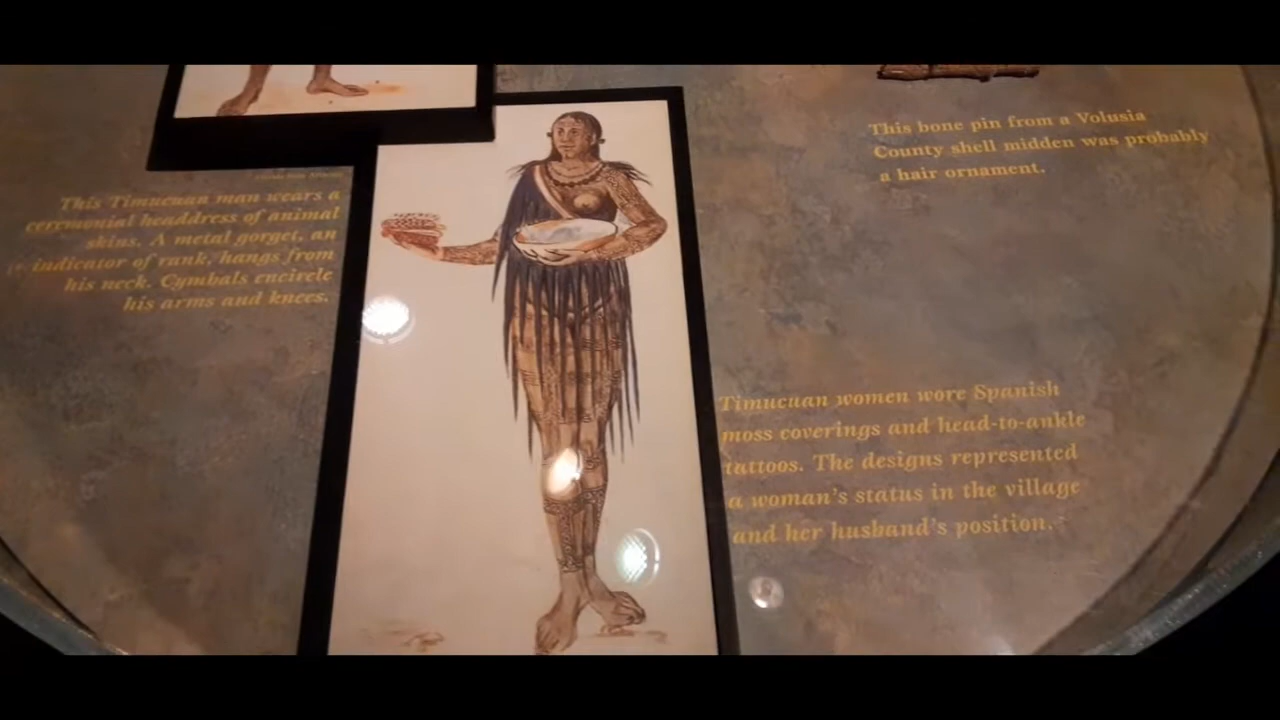 This Timucuan man wears a
ceremonial headdress of animal
skins. A metal gorget, an
indicator of rank, hangs from
his neck. Cymbals encircle
his arms and knees.
This bone pin from a Volusia
County shell midden was probably
a hair ornament.
Timucuan women wore Spanish
moss coverings and head-to-ankle
tattoos. The designs represented
a woman's status in the village
and her husband's position.